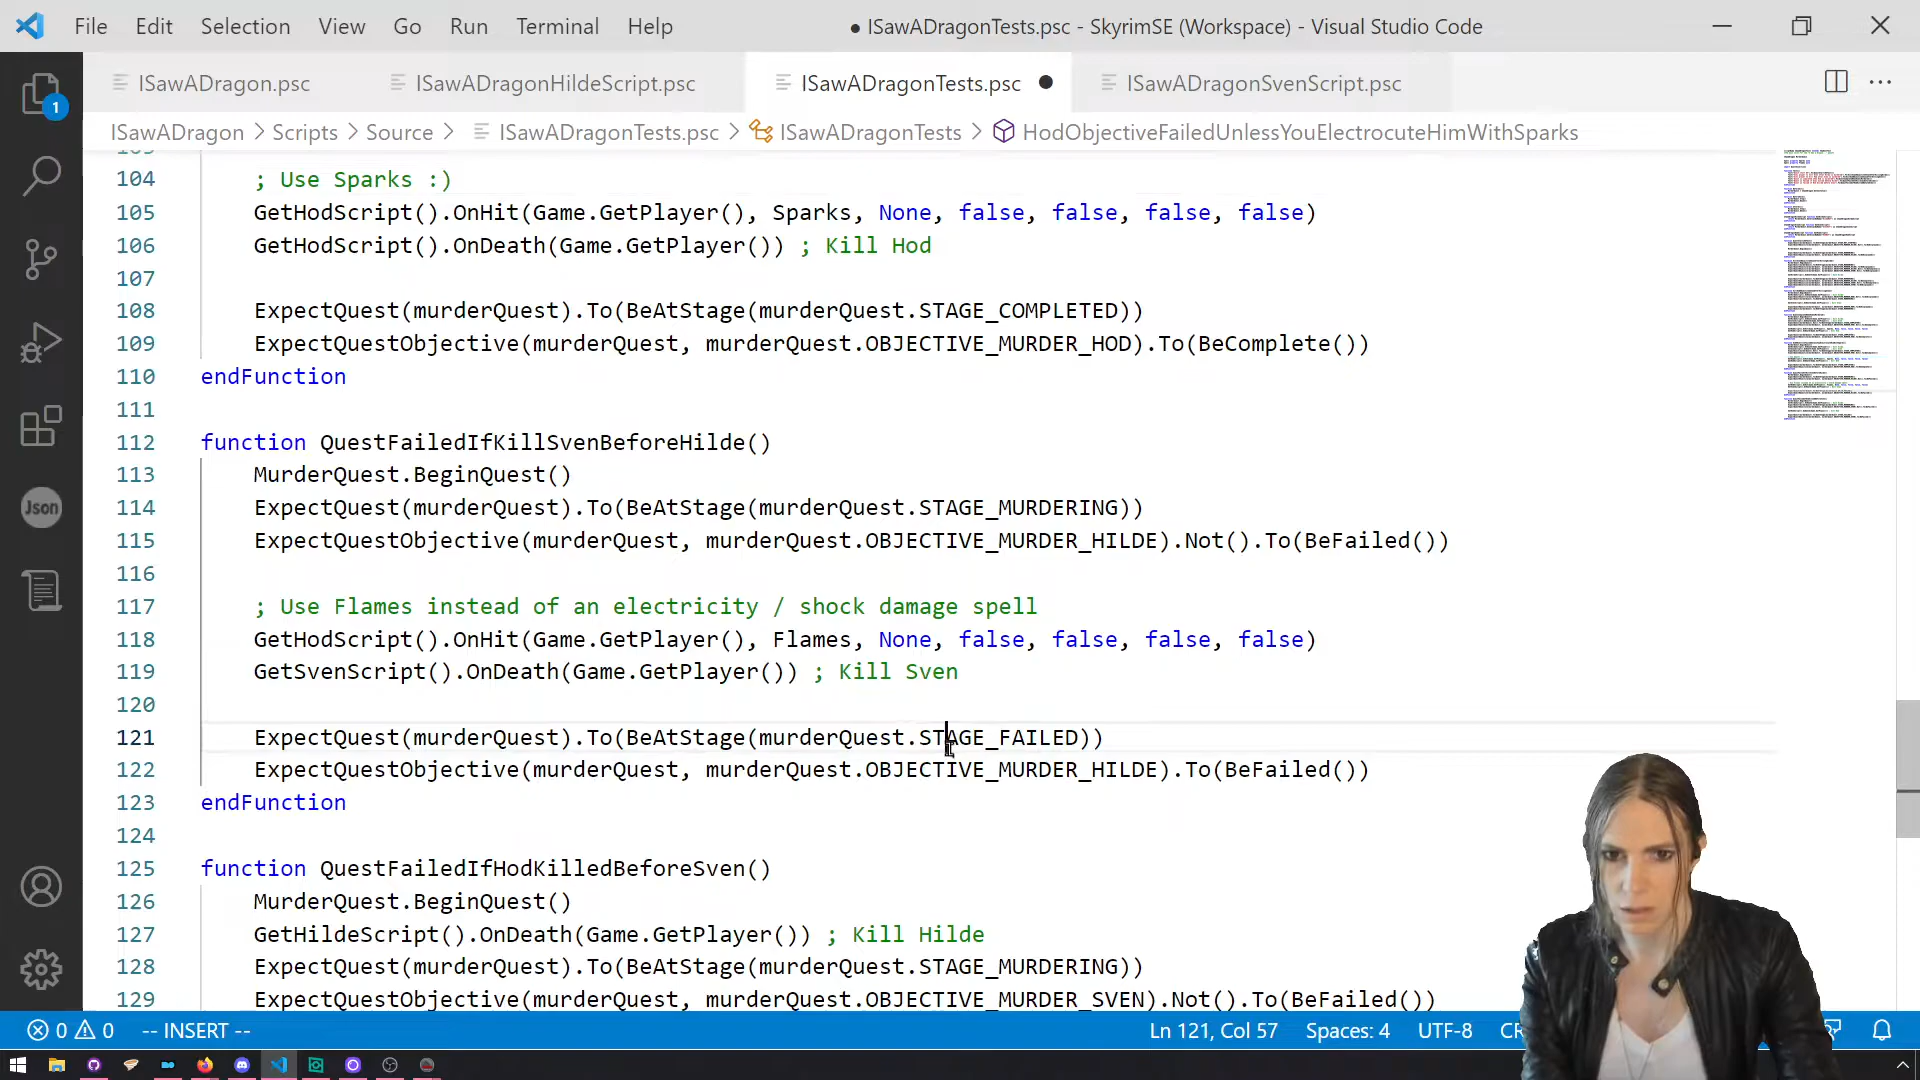 File Edit Selection View Go Run Terminal Help
● ISawADragonTests.psc - SkyrimSE (Workspace) - Visual Studio Code
ISawADragon.psc
ISawADragonHildeScript.psc
ISawADragonTests.psc
ISawADragonSvenScript.psc
ISawADragon > Scripts > Source > ISawADragonTests.psc > ISawADragonTests > HodObjectiveFailedUnlessYouElectrocuteHimWithSparks
1
Json
104 ; Use Sparks :)
105 GetHodScript().OnHit(Game.GetPlayer(), Sparks, None, false, false, false, false)
106 GetHodScript().OnDeath(Game.GetPlayer()) ; Kill Hod
107
108 ExpectQuest(murderQuest).To(BeAtStage(murderQuest.STAGE_COMPLETED))
109 ExpectQuestObjective(murderQuest, murderQuest.OBJECTIVE_MURDER_HOD).To(BeComplete())
110 endFunction
111
112 function QuestFailedIfKillSvenBeforeHilde()
113 MurderQuest.BeginQuest()
114 ExpectQuest(murderQuest).To(BeAtStage(murderQuest.STAGE_MURDERING))
115 ExpectQuestObjective(murderQuest, murderQuest.OBJECTIVE_MURDER_HILDE).Not().To(BeFailed())
116
117 ; Use Flames instead of an electricity / shock damage spell
118 GetHodScript().OnHit(Game.GetPlayer(), Flames, None, false, false, false, false)
119 GetSvenScript().OnDeath(Game.GetPlayer()) ; Kill Sven
120
121 ExpectQuest(murderQuest).To(BeAtStage(murderQuest.STAGE_FAILED))
122 ExpectQuestObjective(murderQuest, murderQuest.OBJECTIVE_MURDER_HILDE).To(BeFailed())
123 endFunction
124
125 function QuestFailedIfHodKilledBeforeSven()
126 MurderQuest.BeginQuest()
127 GetHildeScript().OnDeath(Game.GetPlayer()) ; Kill Hilde
128 ExpectQuest(murderQuest).To(BeAtStage(murderQuest.STAGE_MURDERING))
129 ExpectQuestObjective(murderQuest, murderQuest.OBJECTIVE_MURDER_SVEN).Not().To(BeFailed())
0 0 -- INSERT -- Ln 121, Col 57 Spaces: 4 UTF-8